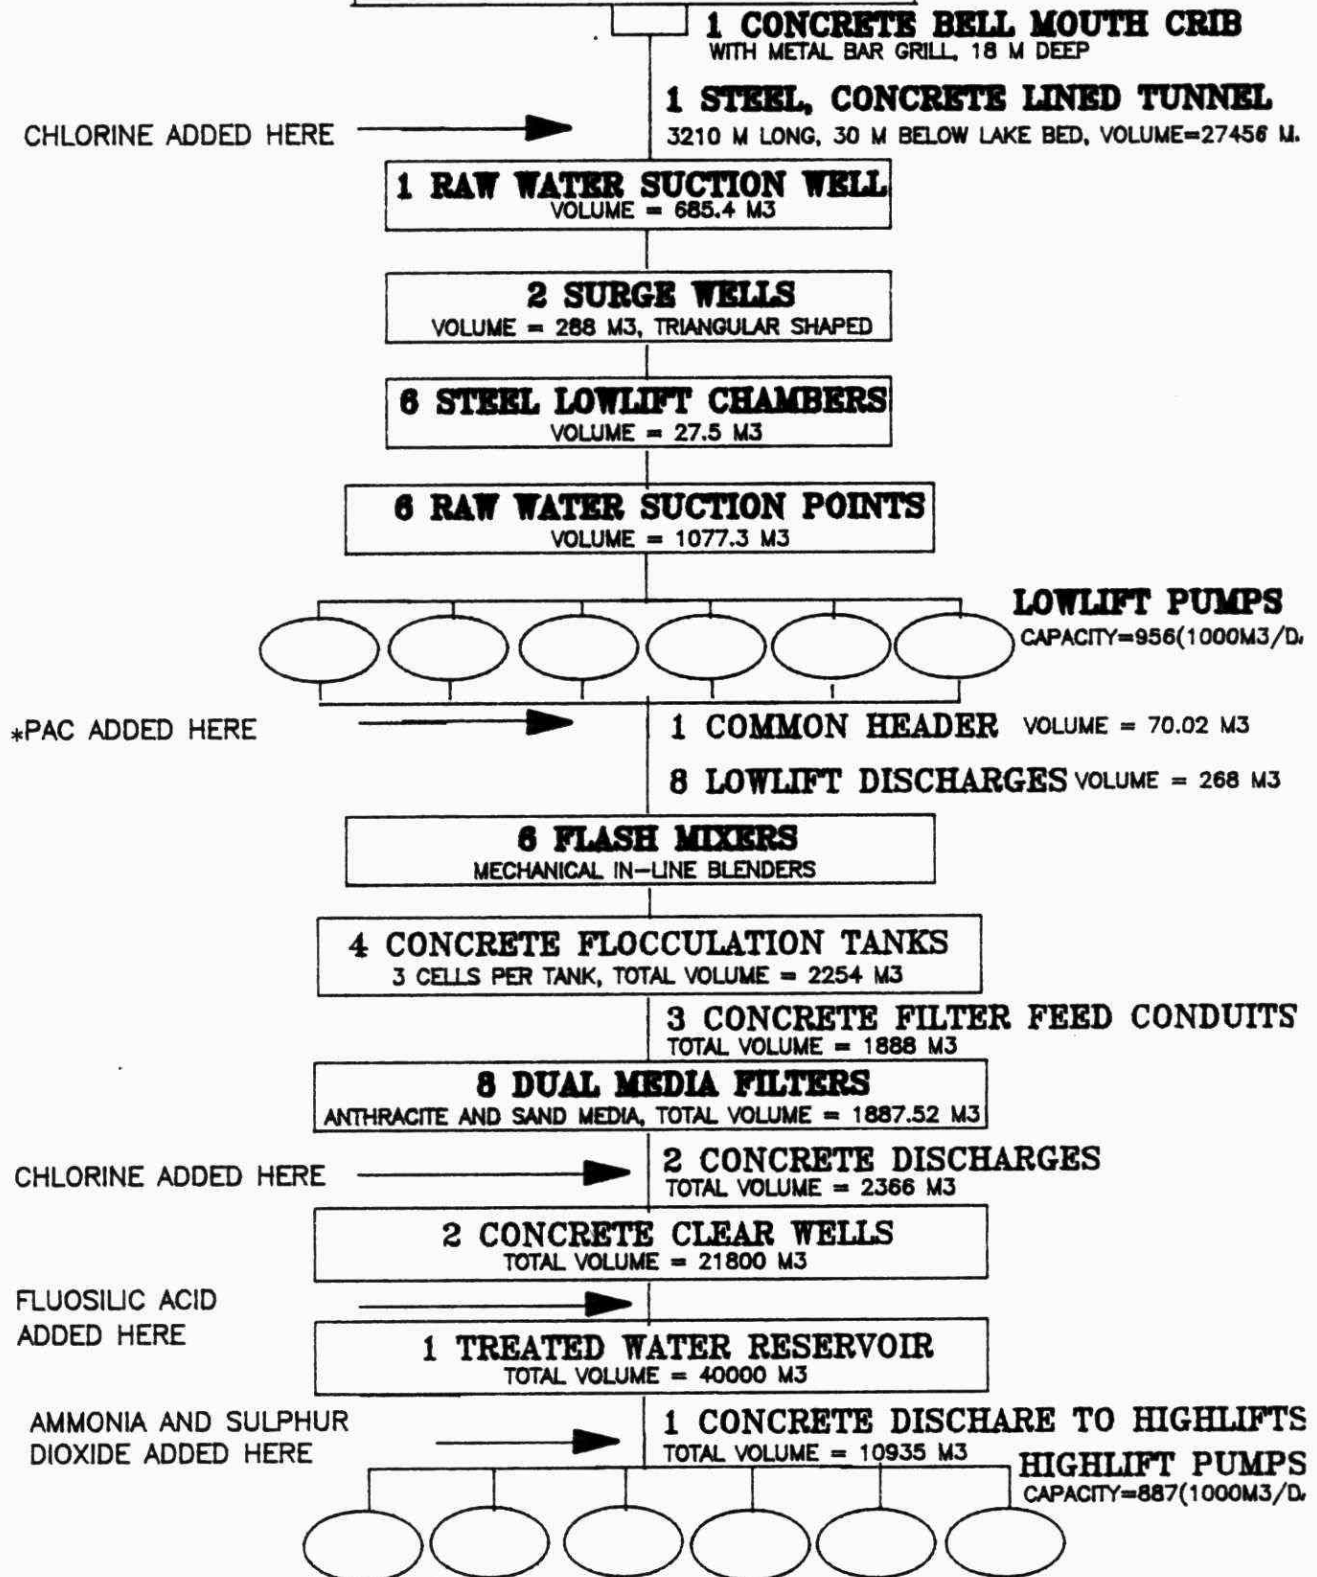 1 CONCRETE BELL MOUTH CRIB
WITH METAL BAR GRILL, 18 M DEEP
1 STEEL, CONCRETE LINED TUNNEL
CHLORINE ADDED HERE
3210 M LONG, 30 M BELOW LAKE BED, VOLUME=27456 M.
1 RAW WATER SUCTION WELL
VOLUME = 685.4 M3
2 SURGE WELLS
VOLUME = 288 M3, TRIANGULAR SHAPED
6 STEEL LOWLIFT CHAMBERS
VOLUME = 27.5 M3
6 RAW WATER SUCTION POINTS
VOLUME = 1077.3 M3
LOWLIFT PUMPS
CAPACITY=956(1000M3/D.
*PAC ADDED HERE
1 COMMON HEADER VOLUME = 70.02 M3
8 LOWLIFT DISCHARGES VOLUME = 268 M3
6 FLASH MIXERS
MECHANICAL IN-LINE BLENDERS
4 CONCRETE FLOCCULATION TANKS
3 CELLS PER TANK, TOTAL VOLUME = 2254 M3
3 CONCRETE FILTER FEED CONDUITS
TOTAL VOLUME = 1888 M3
8 DUAL MEDIA FILTERS
ANTHRACITE AND SAND MEDIA, TOTAL VOLUME = 1887.52 M3
CHLORINE ADDED HERE
2 CONCRETE DISCHARGES
TOTAL VOLUME = 2366 M3
2 CONCRETE CLEAR WELLS
TOTAL VOLUME = 21800 M3
FLUOSILIC ACID
ADDED HERE
1 TREATED WATER RESERVOIR
TOTAL VOLUME = 40000 M3
AMMONIA AND SULPHUR
DIOXIDE ADDED HERE
1 CONCRETE DISCHARE TO HIGHLIFTS
TOTAL VOLUME = 10935 M3
HIGHLIFT PUMPS
CAPACITY=887(1000M3/D.